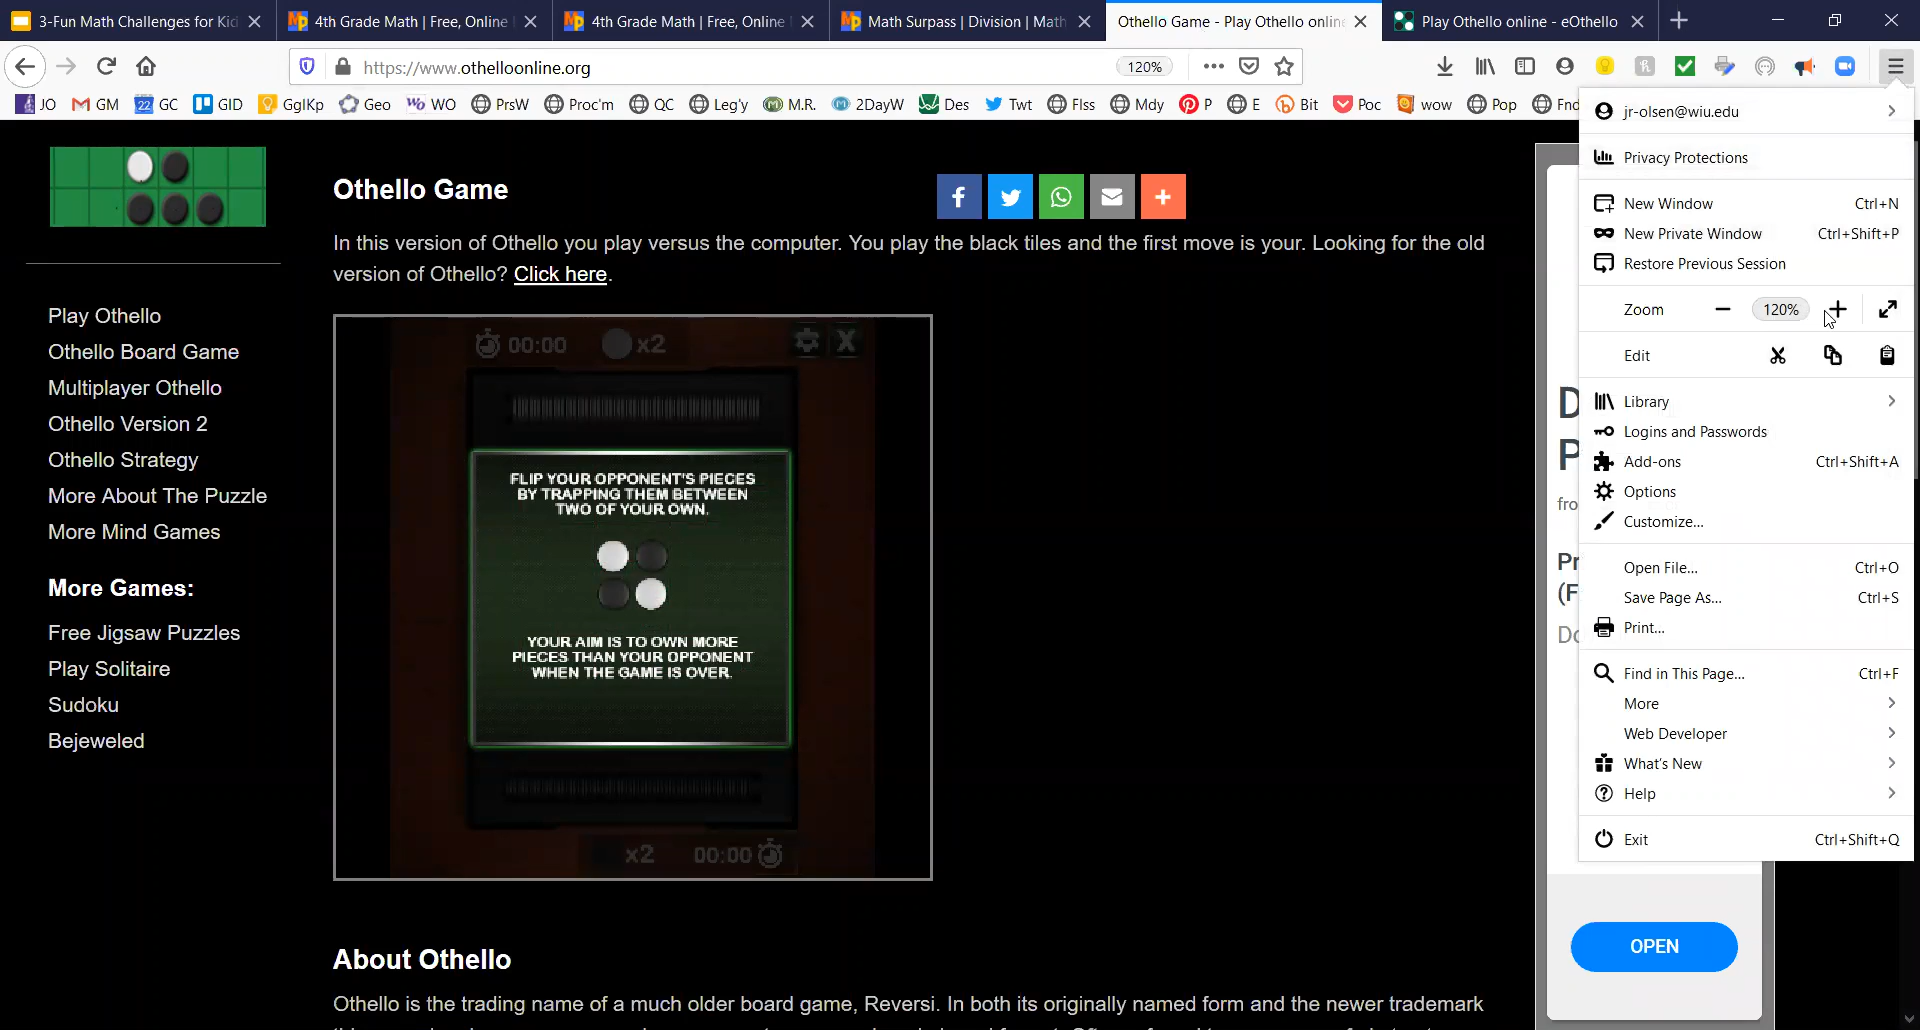 3-Fun Math Challenges for Kid
4th Grade Math | Free, Online
4th Grade Math | Free, Online
Math Surpass | Division | Math
Othello Game - Play Othello online
Play Othello online - eOthello
https://www.othelloonline.org
120%
JO GM GC GID GglKp Geo WO PrsW Proc'm QC Leg'y M.R. 2DayW Des Twt FIss Mdy P E Bit Poc wow Pop Fnd
jr-olsen@wiu.edu
Privacy Protections
New Window Ctrl+N
New Private Window Ctrl+Shift+P
Restore Previous Session
Zoom 120%
Edit
Library
Logins and Passwords
Add-ons Ctrl+Shift+A
Options
Customize...
Open File... Ctrl+O
Save Page As... Ctrl+S
Print...
Find in This Page... Ctrl+F
More
Web Developer
What's New
Help
Exit Ctrl+Shift+Q
Play Othello
Othello Board Game
Multiplayer Othello
Othello Version 2
Othello Strategy
More About The Puzzle
More Mind Games
More Games:
Free Jigsaw Puzzles
Play Solitaire
Sudoku
Bejeweled
Othello Game
In this version of Othello you play versus the computer. You play the black tiles and the first move is your. Looking for the old
version of Othello? Click here.
00:00 x2 X
FLIP YOUR OPPONENT'S PIECES
BY TRAPPING THEM BETWEEN
TWO OF YOUR OWN.
YOUR AIM IS TO OWN MORE
PIECES THAN YOUR OPPONENT
WHEN THE GAME IS OVER.
x2 00:00
About Othello
Othello is the trading name of a much older board game, Reversi. In both its originally named form and the newer trademark
D
P
fro
Pr
(F
Do
OPEN